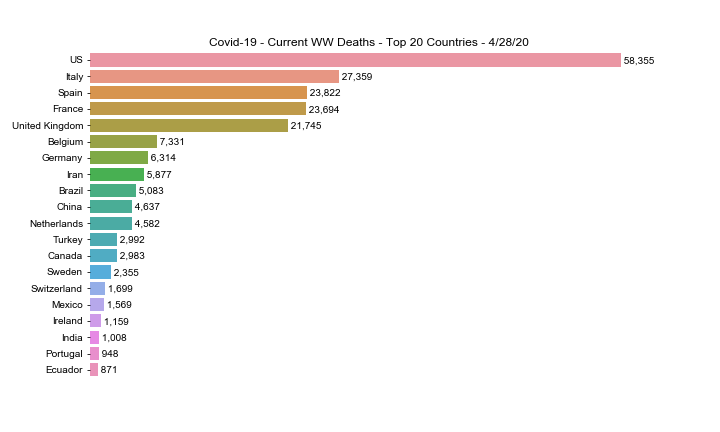 Covid-19 - Current WW Deaths - Top 20 Countries - 4/28/20
US 58,355
Italy 27,359
Spain 23,822
France 23,694
United Kingdom 21,745
Belgium 7,331
Germany 6,314
Iran 5,877
Brazil 5,083
China 4,637
Netherlands 4,582
Turkey 2,992
Canada 2,983
Sweden 2,355
Switzerland 1,699
Mexico 1,569
Ireland 1,159
India 1,008
Portugal 948
Ecuador 871